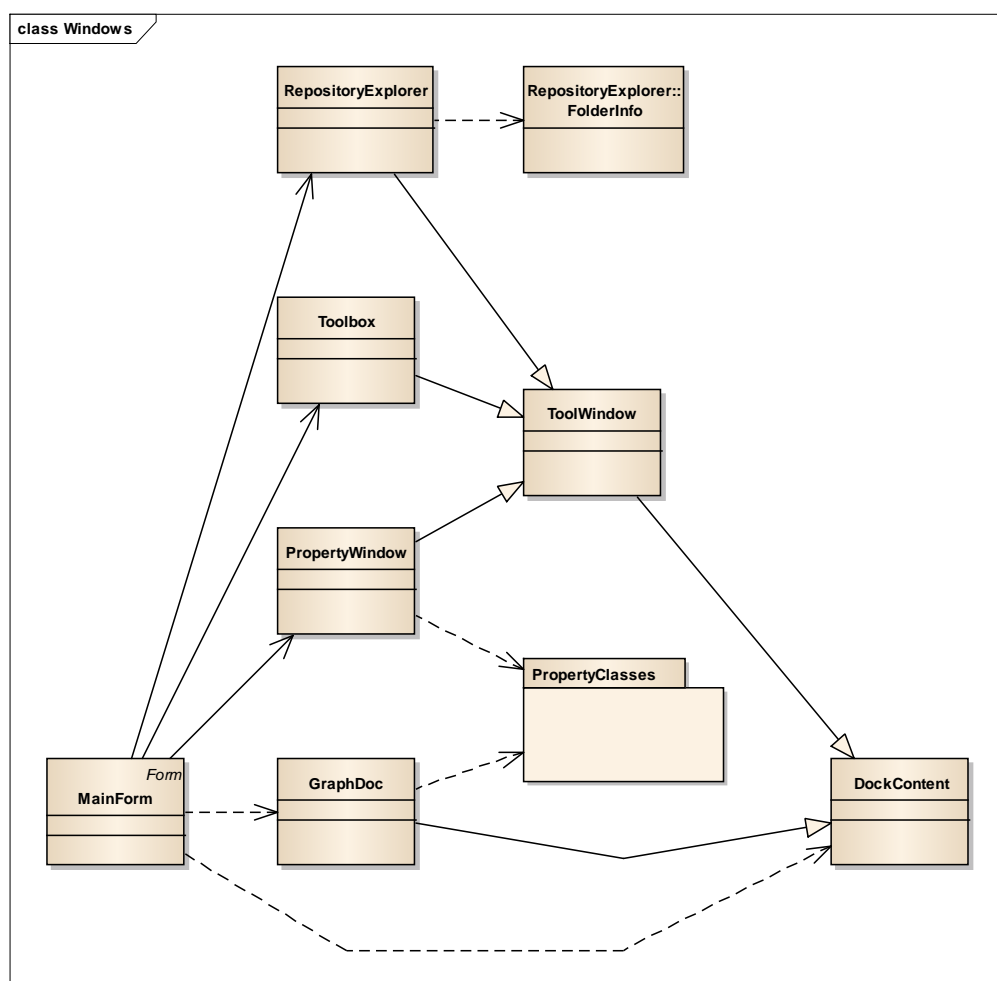 class Windows
RepositoryExplorer
RepositoryExplorer::
FolderInfo
Toolbox
ToolWindow
PropertyWindow
PropertyClasses
Form
MainForm
GraphDoc
DockContent